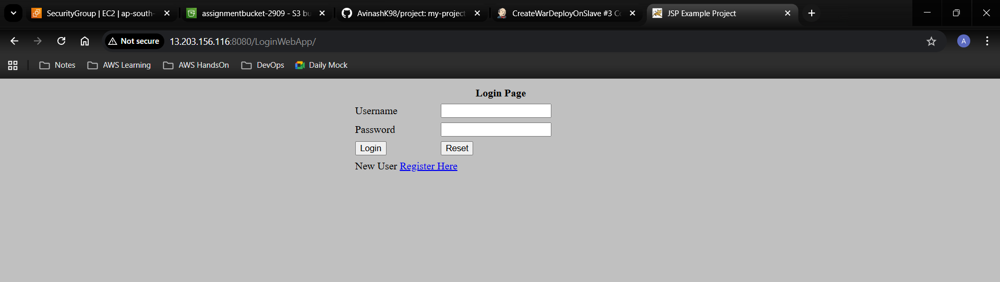 SecurityGroup | EC2 | ap-south-
assignmentbucket-2909 - S3 bu
AvinashK98/project: my-project
CreateWarDeployOnSlave #3 Co
JSP Example Project
Not secure
13.203.156.116:8080/LoginWebApp/
A
Notes
AWS Learning
AWS HandsOn
DevOps
Daily Mock
Login Page
Username
Password
Login Reset
New User Register Here